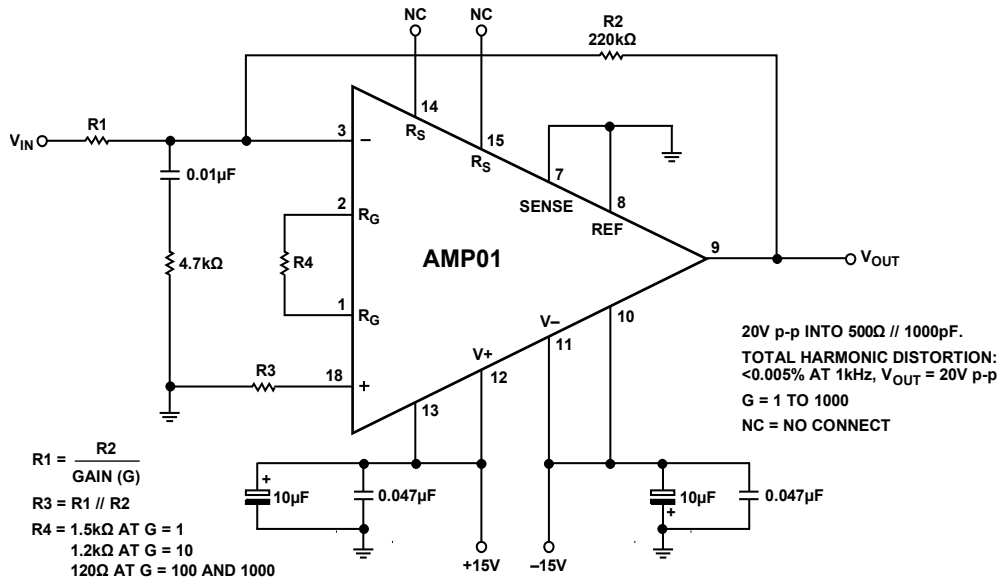 NC
NC
R2
220kΩ
14
RS
15
RS
VIN
R1
3
–
0.01µF
7
SENSE
8
REF
2
RG
R4
4.7kΩ
AMP01
9
VOUT
1
RG
V–
10
11
V+
12
R3
18
+
13
20V p-p INTO 500Ω // 1000pF.
TOTAL HARMONIC DISTORTION:
<0.005% AT 1kHz, VOUT = 20V p-p
G = 1 TO 1000
NC = NO CONNECT
R1 = R2
GAIN (G)
R3 = R1 // R2
R4 = 1.5kΩ AT G = 1
1.2kΩ AT G = 10
120Ω AT G = 100 AND 1000
+
10µF
0.047µF
10µF
+
0.047µF
+15V
–15V